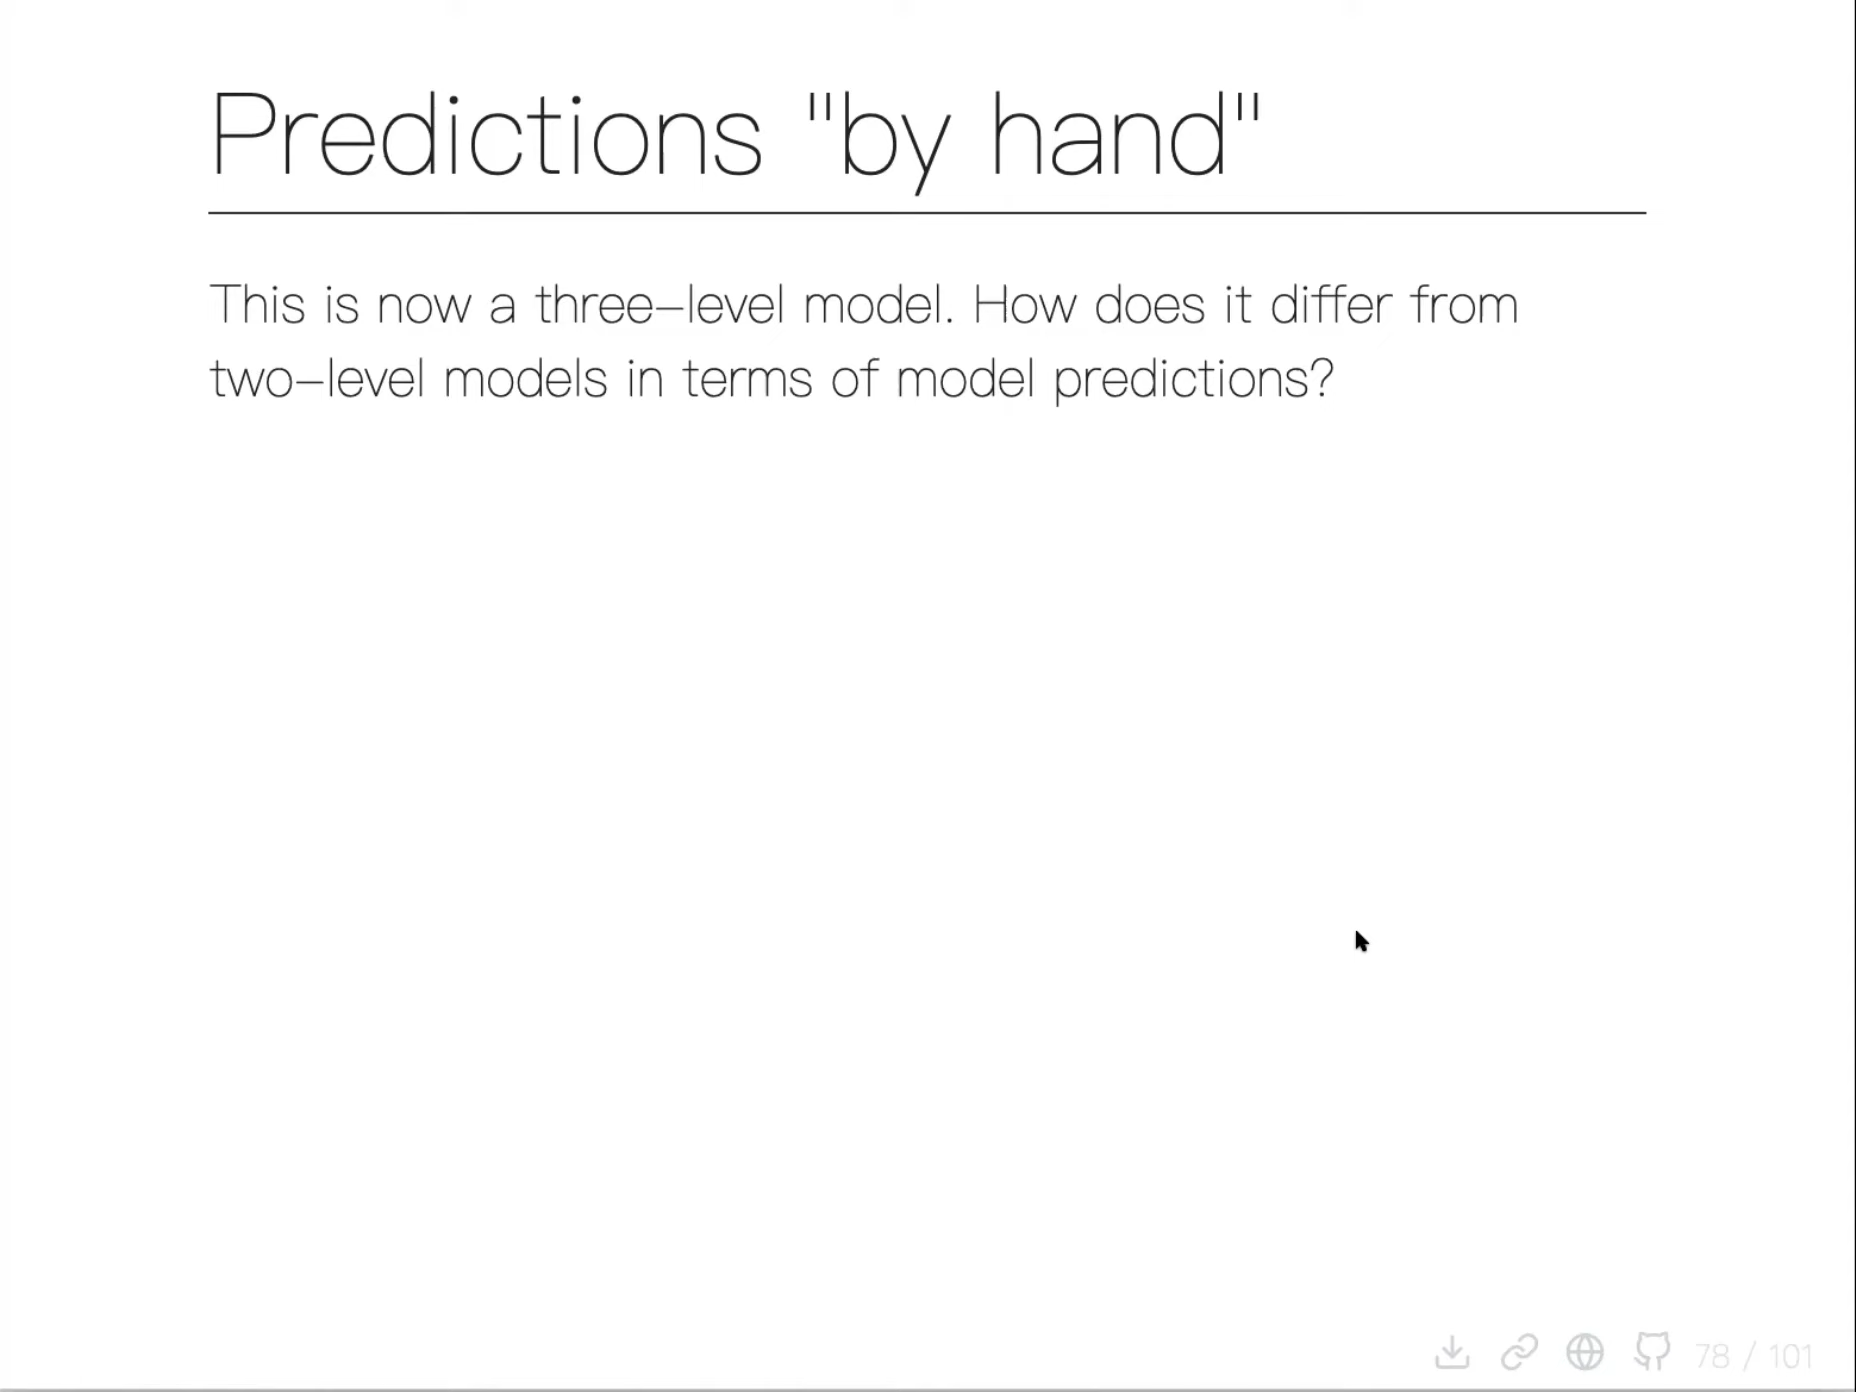 Predictions "by hand"
This is now a three–level model. How does it differ from
two–level models in terms of model predictions?
78 / 101